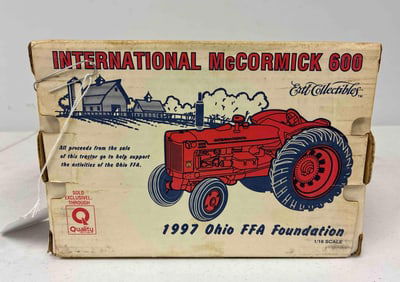 INTERNATIONAL McCORMICK 600
Ertl Collectibles™
All proceeds from the sale
of this tractor go to help support
the activities of the Ohio FFA.
SOLD
EXCLUSIVELY
THROUGH
Q
Quality
1997 Ohio FFA Foundation
1/16 SCALE